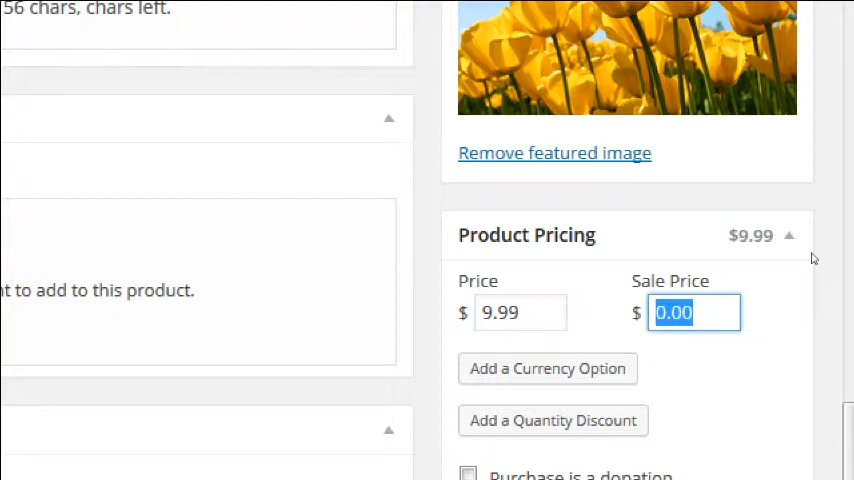 56 chars, chars left.
Remove featured image
Product Pricing $9.99
Price Sale Price
$ 9.99 $ 0.00
nt to add to this product.
Add a Currency Option
Add a Quantity Discount
Purchase is a donation